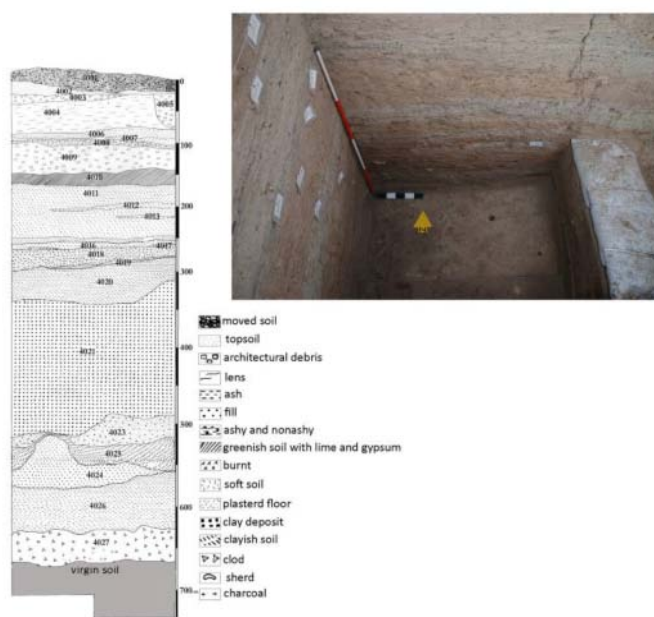 4001
4002
4003
4004
4005
4006
4007
4008
4009
4010
4011
4012
4013
4016
4017
4018
4019
4020
4021
4023
4025
4024
4026
4027
virgin soil
0
100
200
300
400
500
600
700
moved soil
topsoil
architectural debris
lens
ash
fill
ashy and nonashy
greenish soil with lime and gypsum
burnt
soft soil
plasterd floor
clay deposit
clayish soil
clod
sherd
charcoal